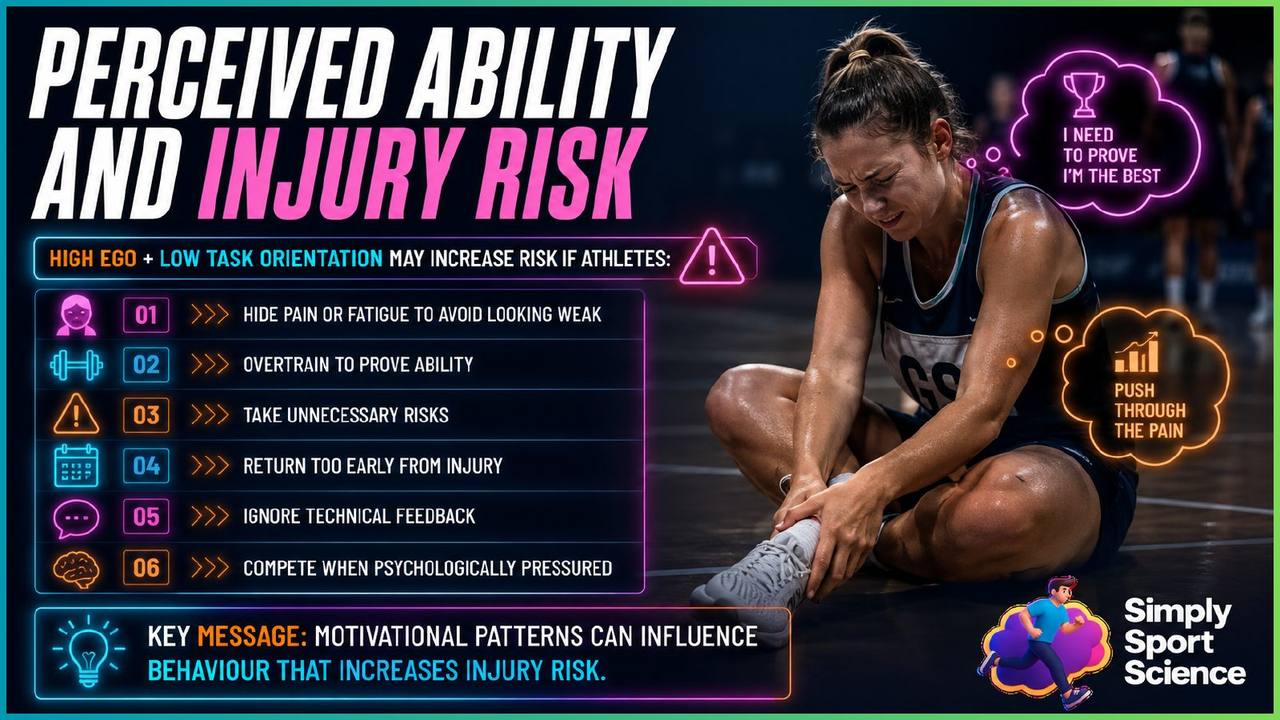 PERCEIVED ABILITY
AND INJURY RISK
HIGH EGO + LOW TASK ORIENTATION MAY INCREASE RISK IF ATHLETES:
01 >>> HIDE PAIN OR FATIGUE TO AVOID LOOKING WEAK
02 >>> OVERTRAIN TO PROVE ABILITY
03 >>> TAKE UNNECESSARY RISKS
04 >>> RETURN TOO EARLY FROM INJURY
05 >>> IGNORE TECHNICAL FEEDBACK
06 >>> COMPETE WHEN PSYCHOLOGICALLY PRESSURED
KEY MESSAGE: MOTIVATIONAL PATTERNS CAN INFLUENCE
BEHAVIOUR THAT INCREASES INJURY RISK.
I NEED
TO PROVE
I'M THE BEST
PUSH
THROUGH
THE PAIN
GS
Simply
Sport
Science